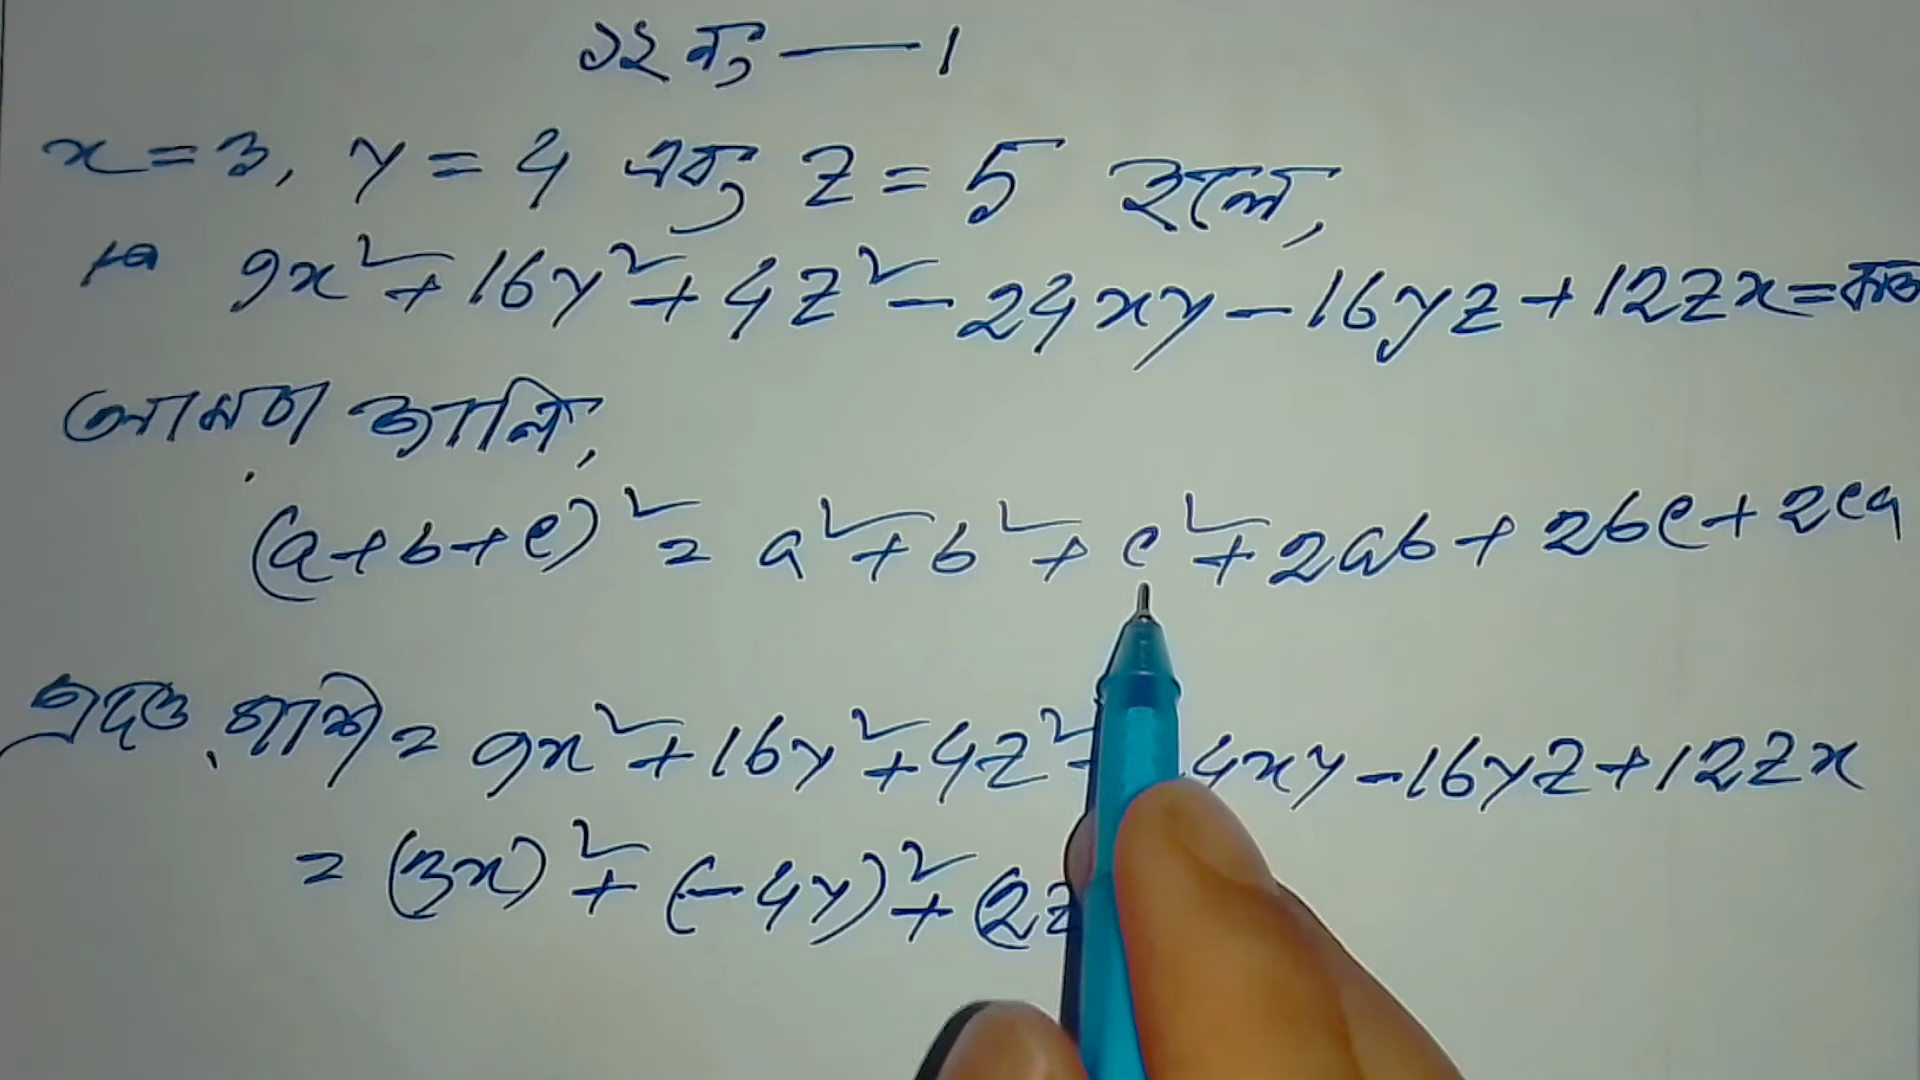 ১২ নং — 1
x = 3, y = 4 এবং z = 5 হলে,
9x² + 16y² + 4z² - 24xy - 16yz + 12zx = কত
আমরা জানি,
(a+b+c)² = a² + b² + c² + 2ab + 2bc + 2ca
প্রদত্ত রাশি = 9x² + 16y² + 4z² - 4xy - 16yz + 12zx
= (3x)² + (-4y)² + (2z